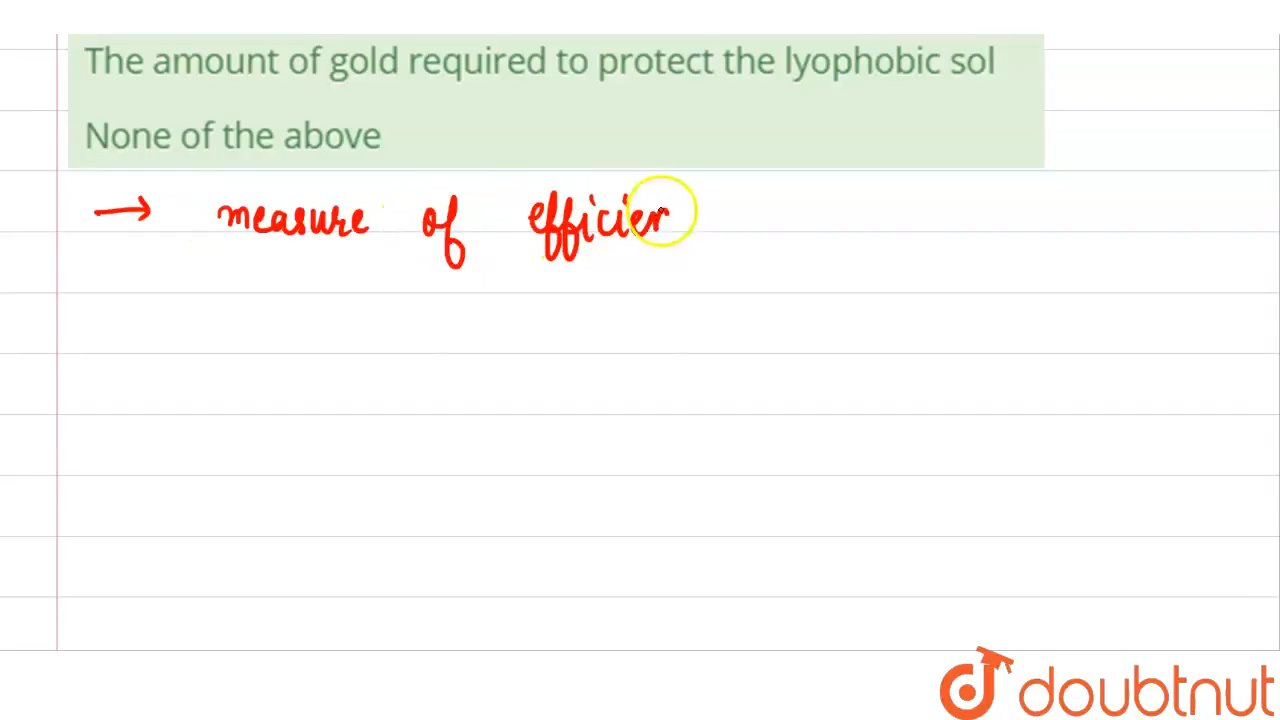 The amount of gold required to protect the lyophobic sol
None of the above
→ measure of efficier
doubtnut